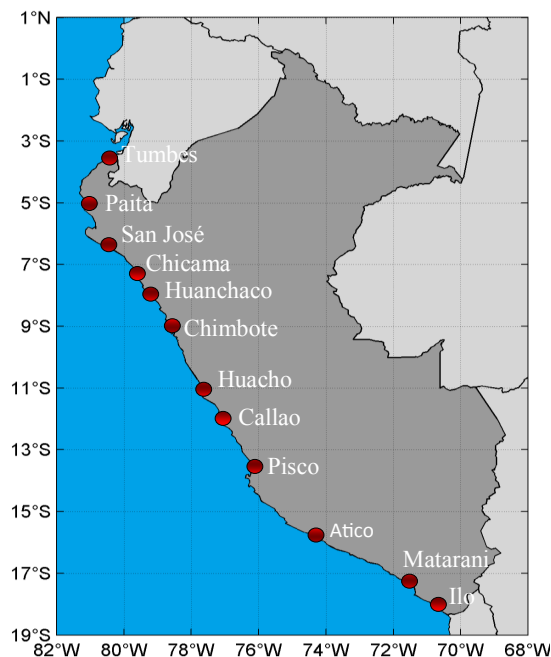 1°N
1°S
3°S
Tumbes
5°S
Paita
San José
7°S
Chicama
Huanchaco
9°S
Chimbote
11°S
Huacho
Callao
13°S
Pisco
15°S
Atico
Matarani
17°S
Ilo
19°S
82°W 80°W 78°W 76°W 74°W 72°W 70°W 68°W